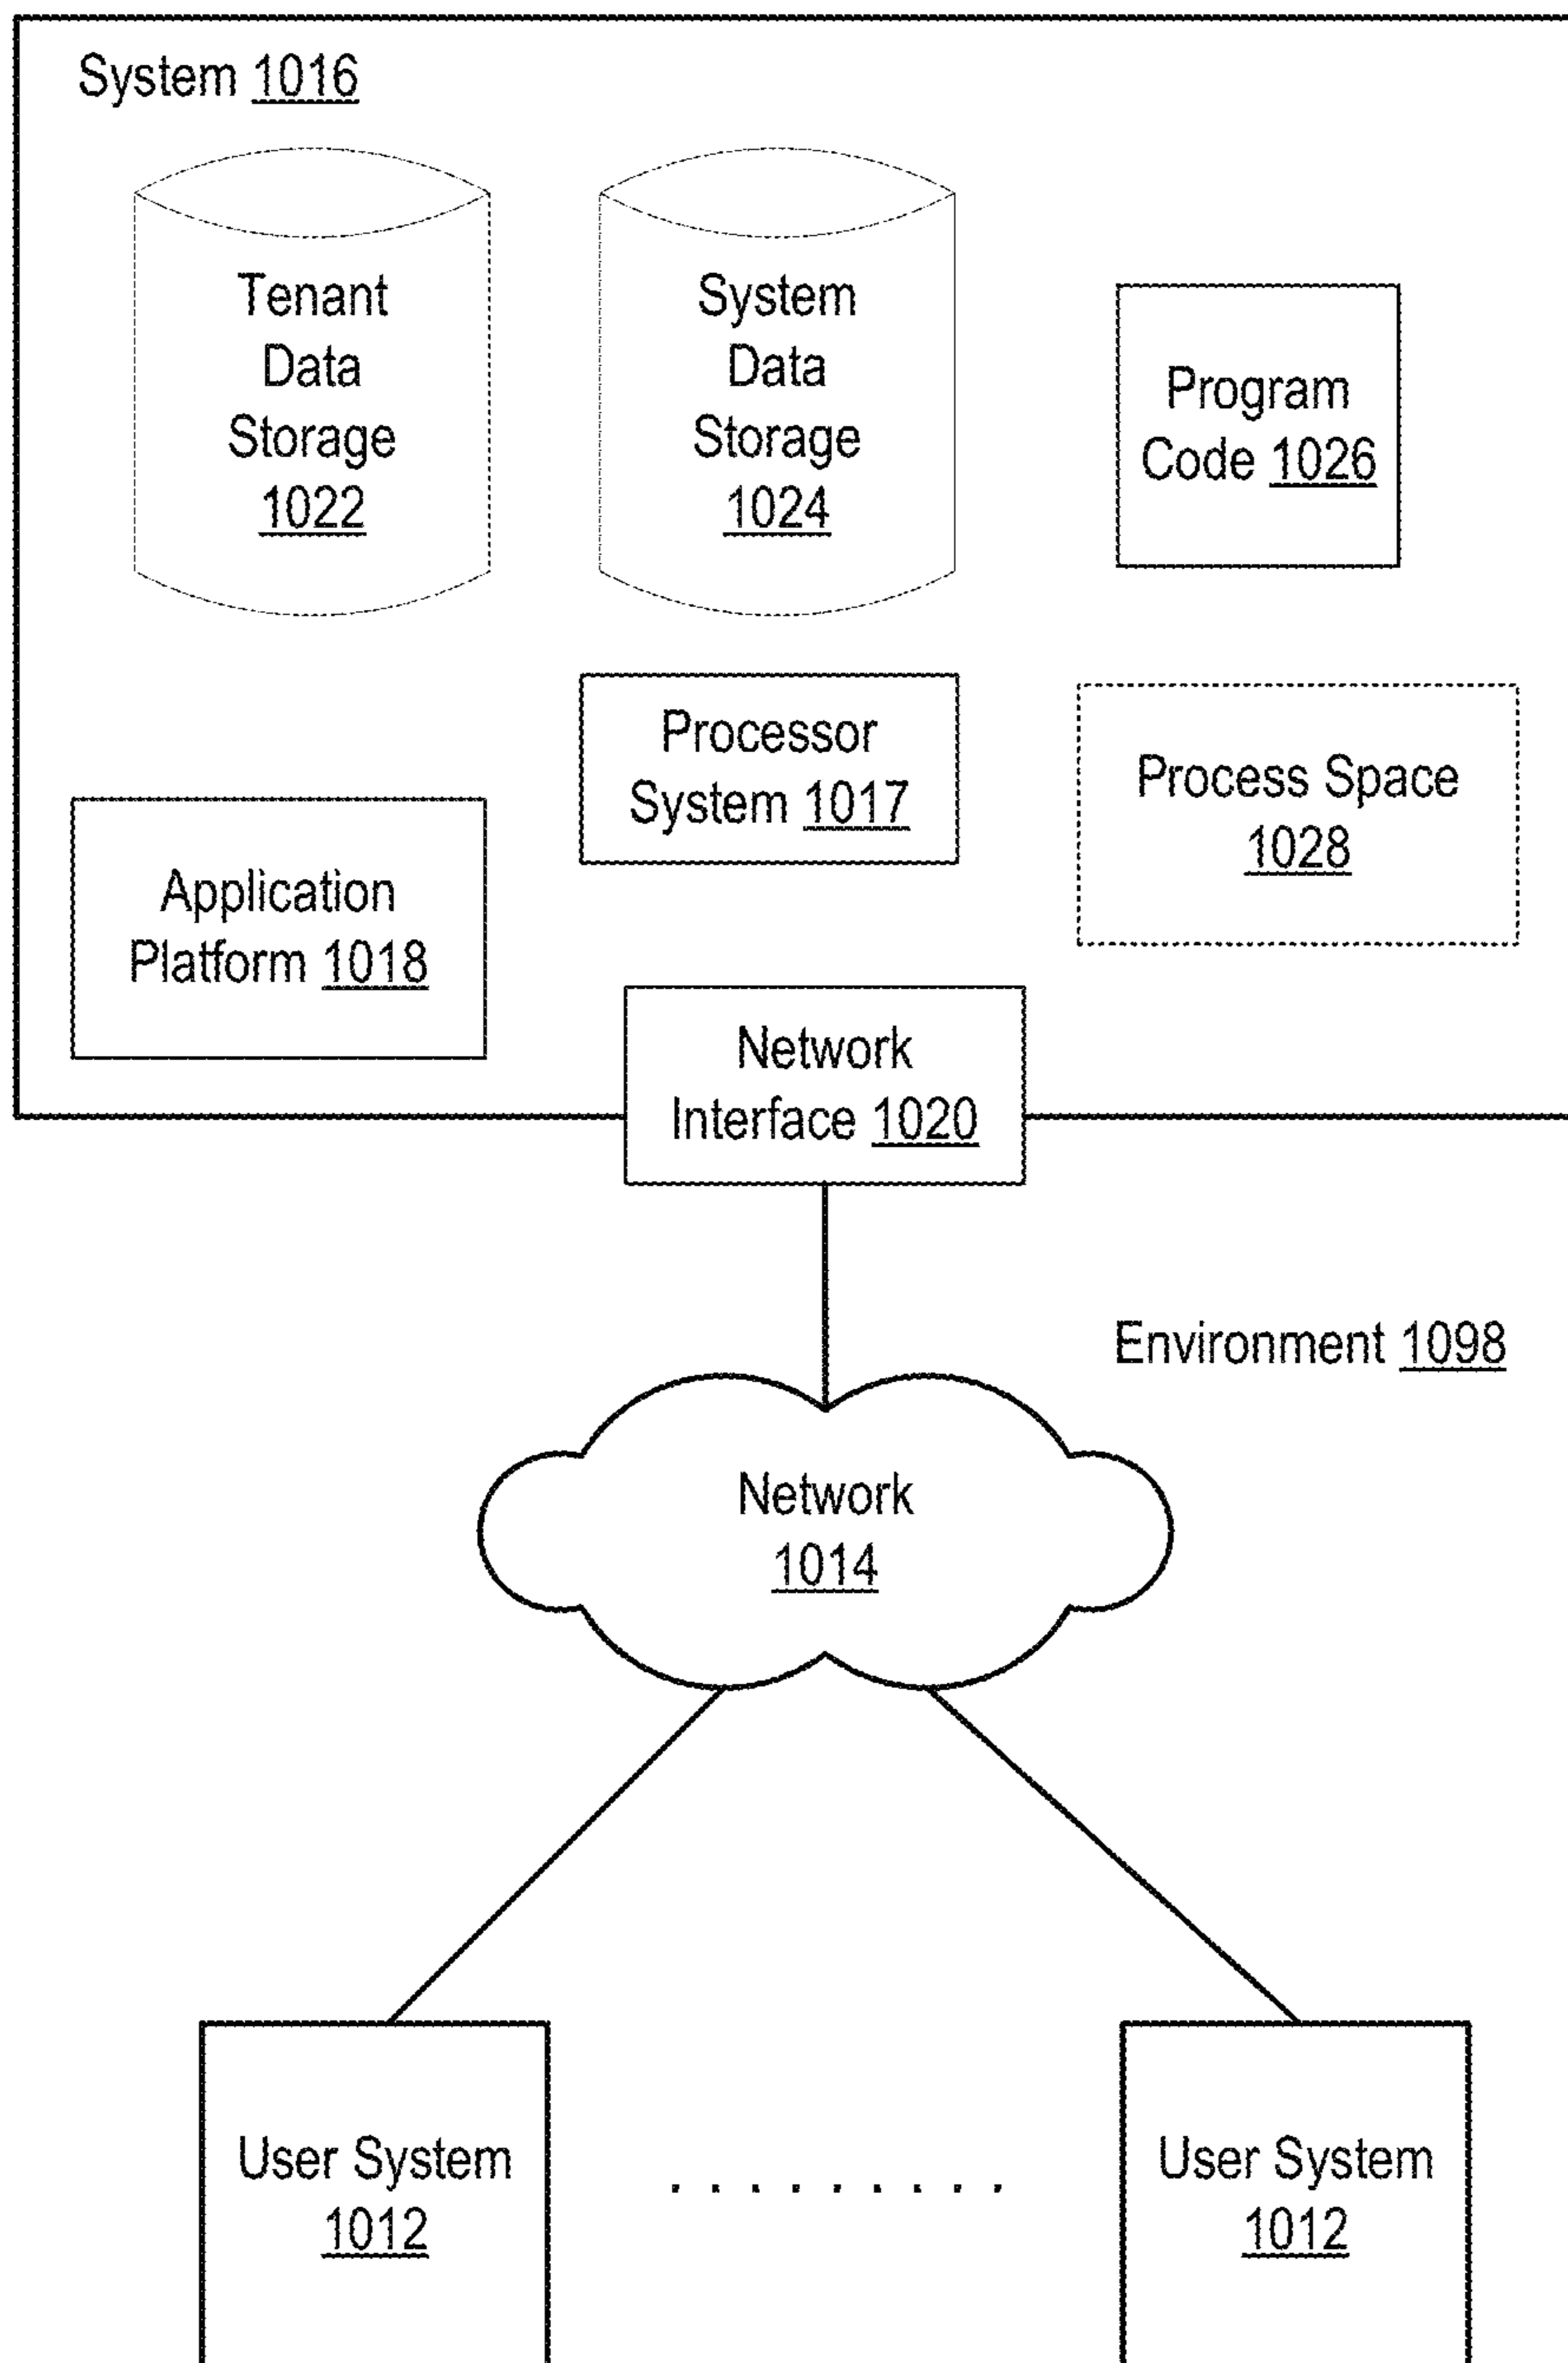 System 1016
Tenant
Data
Storage
1022
System
Data
Storage
1024
Program
Code 1026
Processor
System 1017
Process Space
1028
Application
Platform 1018
Network
Interface 1020
Environment 1098
Network
1014
User System
1012
. . . . . . . . .
User System
1012